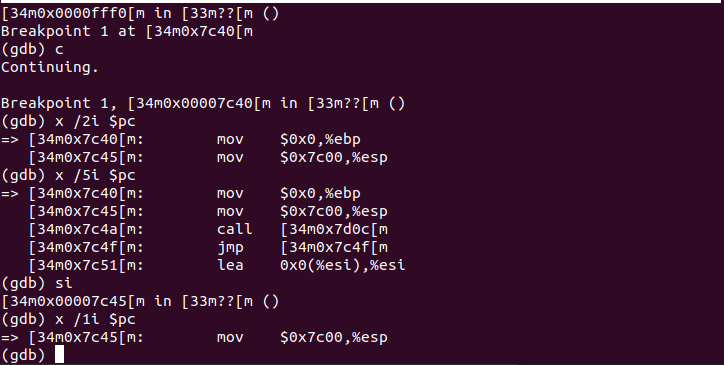 [34m0x0000fff0[m in [33m??[m ()
Breakpoint 1 at [34m0x7c40[m
(gdb) c
Continuing.
Breakpoint 1, [34m0x00007c40[m in [33m??[m ()
(gdb) x /2i $pc
=> [34m0x7c40[m:	mov	$0x0,%ebp
   [34m0x7c45[m:	mov	$0x7c00,%esp
(gdb) x /5i $pc
=> [34m0x7c40[m:	mov	$0x0,%ebp
   [34m0x7c45[m:	mov	$0x7c00,%esp
   [34m0x7c4a[m:	call	[34m0x7d0c[m
   [34m0x7c4f[m:	jmp	[34m0x7c4f[m
   [34m0x7c51[m:	lea	0x0(%esi),%esi
(gdb) si
[34m0x00007c45[m in [33m??[m ()
(gdb) x /1i $pc
=> [34m0x7c45[m:	mov	$0x7c00,%esp
(gdb)